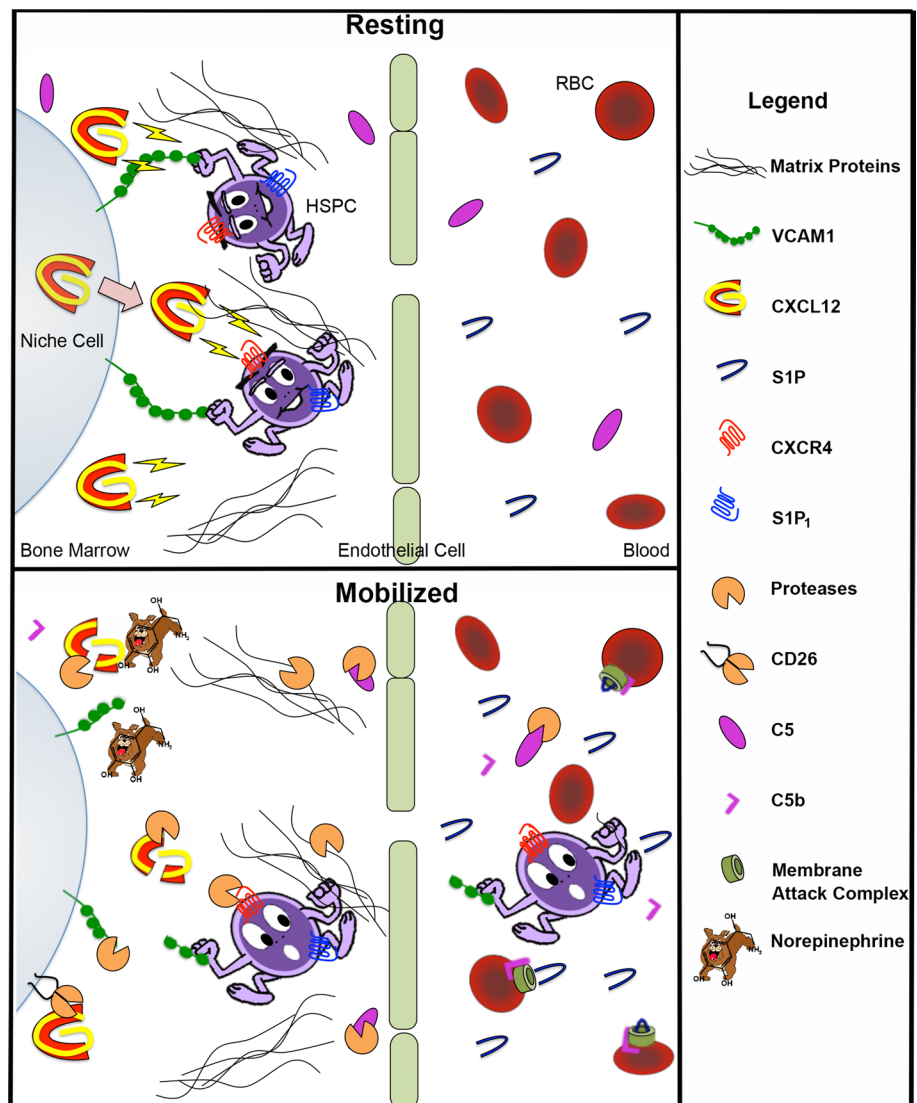 Resting
RBC
HSPC
Niche Cell
Bone Marrow
Endothelial Cell
Blood
Mobilized
OH
NH₂
OH
OH
OH
NH₂
OH
OH
Legend
Matrix Proteins
VCAM1
CXCL12
S1P
CXCR4
S1P₁
Proteases
CD26
C5
C5b
Membrane
Attack Complex
Norepinephrine
OH
NH₂
OH
OH